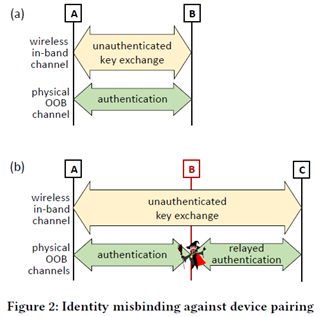 (a)
A
B
wireless
in-band
channel
unauthenticated
key exchange
physical
OOB
channel
authentication
(b)
A
B
C
wireless
in-band
channel
unauthenticated
key exchange
physical
OOB
channels
authentication
relayed
authentication
Figure 2: Identity misbinding against device pairing